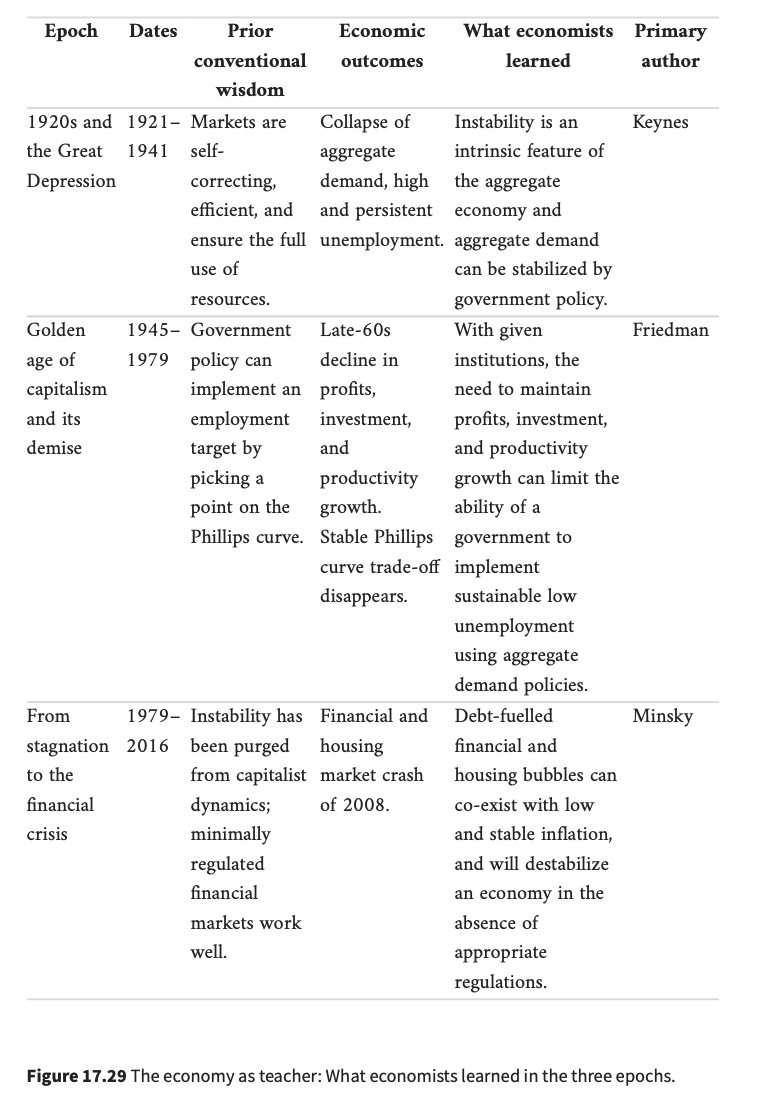 Epoch Dates Prior conventional wisdom Economic outcomes What economists learned Primary author
1920s and the Great Depression
1921–1941
Markets are
self-
correcting,
efficient, and
ensure the full
use of
resources.
Collapse of
aggregate
demand, high
and persistent
unemployment.
Instability is an
intrinsic feature of
the aggregate
economy and
aggregate demand
can be stabilized by
government policy.
Keynes
Golden
age of
capitalism
and its
demise
1945–
1979
Government
policy can
implement an
employment
target by
picking a
point on the
Phillips curve.
Late-60s
decline in
profits,
investment,
and
productivity
growth.
Stable Phillips
curve trade-off
disappears.
With given
institutions, the
need to maintain
profits, investment,
and productivity
growth can limit the
ability of a
government to
implement
sustainable low
unemployment
using aggregate
demand policies.
Friedman
From
stagnation
to the
financial
crisis
1979–
2016
Instability has
been purged
from capitalist
dynamics;
minimally
regulated
financial
markets work
well.
Financial and
housing
market crash
of 2008.
Debt-fuelled
financial and
housing bubbles can
co-exist with low
and stable inflation,
and will destabilize
an economy in the
absence of
appropriate
regulations.
Minsky
Figure 17.29 The economy as teacher: What economists learned in the three epochs.